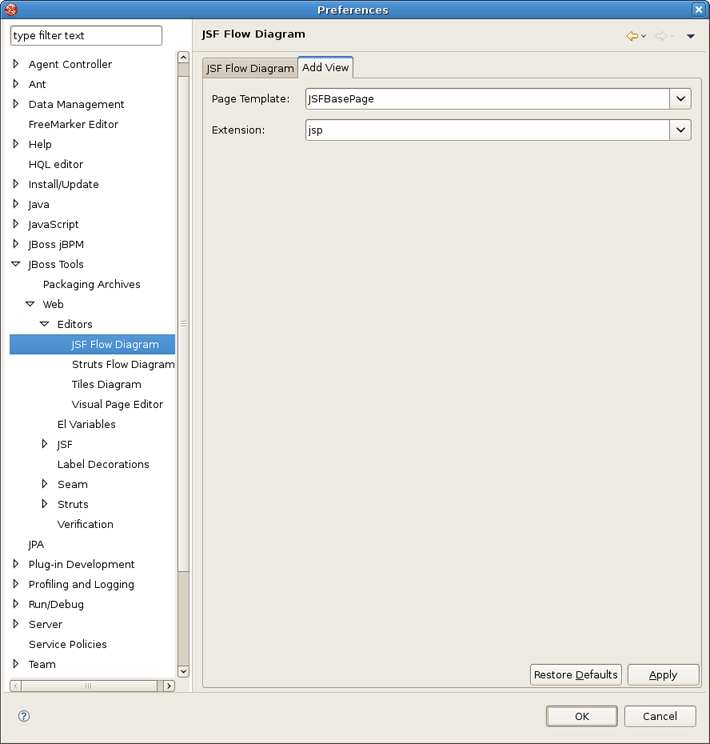 Preferences
type filter text
Agent Controller
Ant
Data Management
FreeMarker Editor
Help
HQL editor
Install/Update
Java
JavaScript
JBoss jBPM
JBoss Tools
Packaging Archives
Web
Editors
JSF Flow Diagram
Struts Flow Diagram
Tiles Diagram
Visual Page Editor
El Variables
JSF
Label Decorations
Seam
Struts
Verification
JPA
Plug-in Development
Profiling and Logging
Run/Debug
Server
Service Policies
Team
JSF Flow Diagram
JSF Flow Diagram Add View
Page Template: JSFBasePage
Extension: jsp
Restore Defaults Apply
? OK Cancel